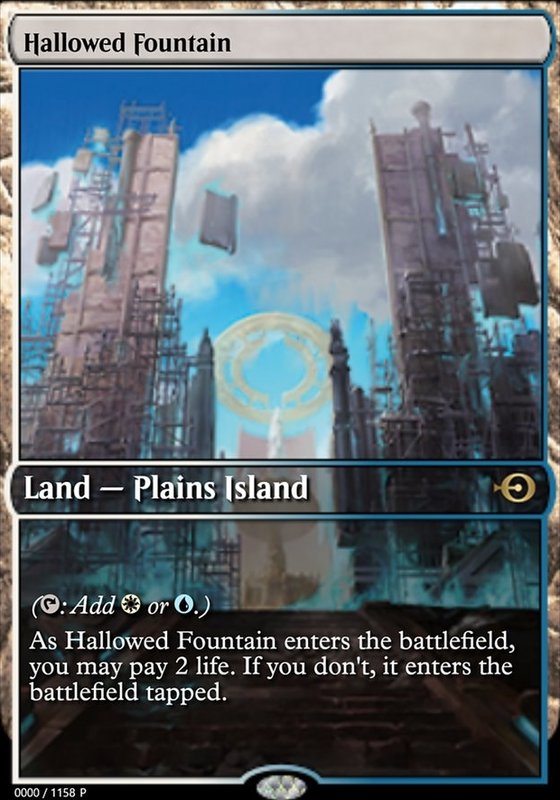 Hallowed Fountain
Land — Plains Island
(: Add or .)
As Hallowed Fountain enters the battlefield,
you may pay 2 life. If you don't, it enters the
battlefield tapped.
0000 / 1158 P